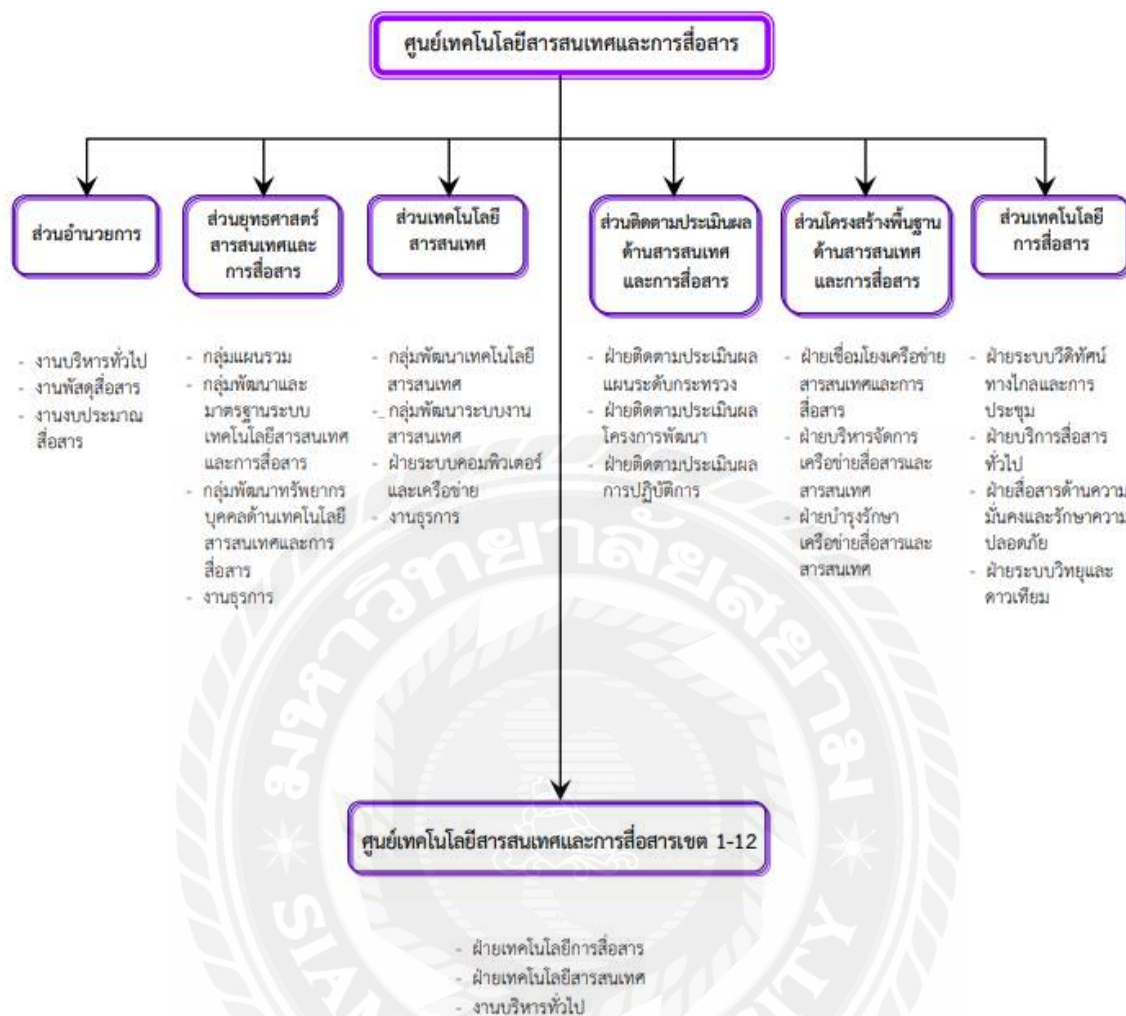 ศูนย์เทคโนโลยีสารสนเทศและการสื่อสาร
ส่วนอำนวยการ
- งานบริหารทั่วไป
- งานพัสดุสื่อสาร
- งานงบประมาณ
สื่อสาร
ส่วนยุทธศาสตร์
สารสนเทศและ
การสื่อสาร
- กลุ่มแผนรวม
- กลุ่มพัฒนาและ
มาตรฐานระบบ
เทคโนโลยีสารสนเทศ
และการสื่อสาร
- กลุ่มพัฒนาทรัพยากร
บุคคลด้านเทคโนโลยี
สารสนเทศและการ
สื่อสาร
- งานธุรการ
ส่วนเทคโนโลยี
สารสนเทศ
- กลุ่มพัฒนาเทคโนโลยี
สารสนเทศ
- กลุ่มพัฒนาระบบงาน
สารสนเทศ
- ฝ่ายระบบคอมพิวเตอร์
และเครือข่าย
- งานธุรการ
ส่วนติดตามประเมินผล
ด้านสารสนเทศ
และการสื่อสาร
- ฝ่ายติดตามประเมินผล
แผนระดับกระทรวง
- ฝ่ายติดตามประเมินผล
โครงการพัฒนา
- ฝ่ายติดตามประเมินผล
การปฏิบัติการ
ส่วนโครงสร้างพื้นฐาน
ด้านสารสนเทศ
และการสื่อสาร
- ฝ่ายเชื่อมโยงเครือข่าย
สารสนเทศและการ
สื่อสาร
- ฝ่ายบริหารจัดการ
เครือข่ายสื่อสารและ
สารสนเทศ
- ฝ่ายบำรุงรักษา
เครือข่ายสื่อสารและ
สารสนเทศ
ส่วนเทคโนโลยี
การสื่อสาร
- ฝ่ายระบบวีดิทัศน์
ทางไกลและการ
ประชุม
- ฝ่ายบริการสื่อสาร
ทั่วไป
- ฝ่ายสื่อสารด้านความ
มั่นคงและรักษาความ
ปลอดภัย
- ฝ่ายระบบวิทยุและ
ดาวเทียม
ศูนย์เทคโนโลยีสารสนเทศและการสื่อสารเขต 1-12
- ฝ่ายเทคโนโลยีการสื่อสาร
- ฝ่ายเทคโนโลยีสารสนเทศ
- งานบริหารทั่วไป
มหาวิทยาลัยสยาม
SIAM UNIVERSITY